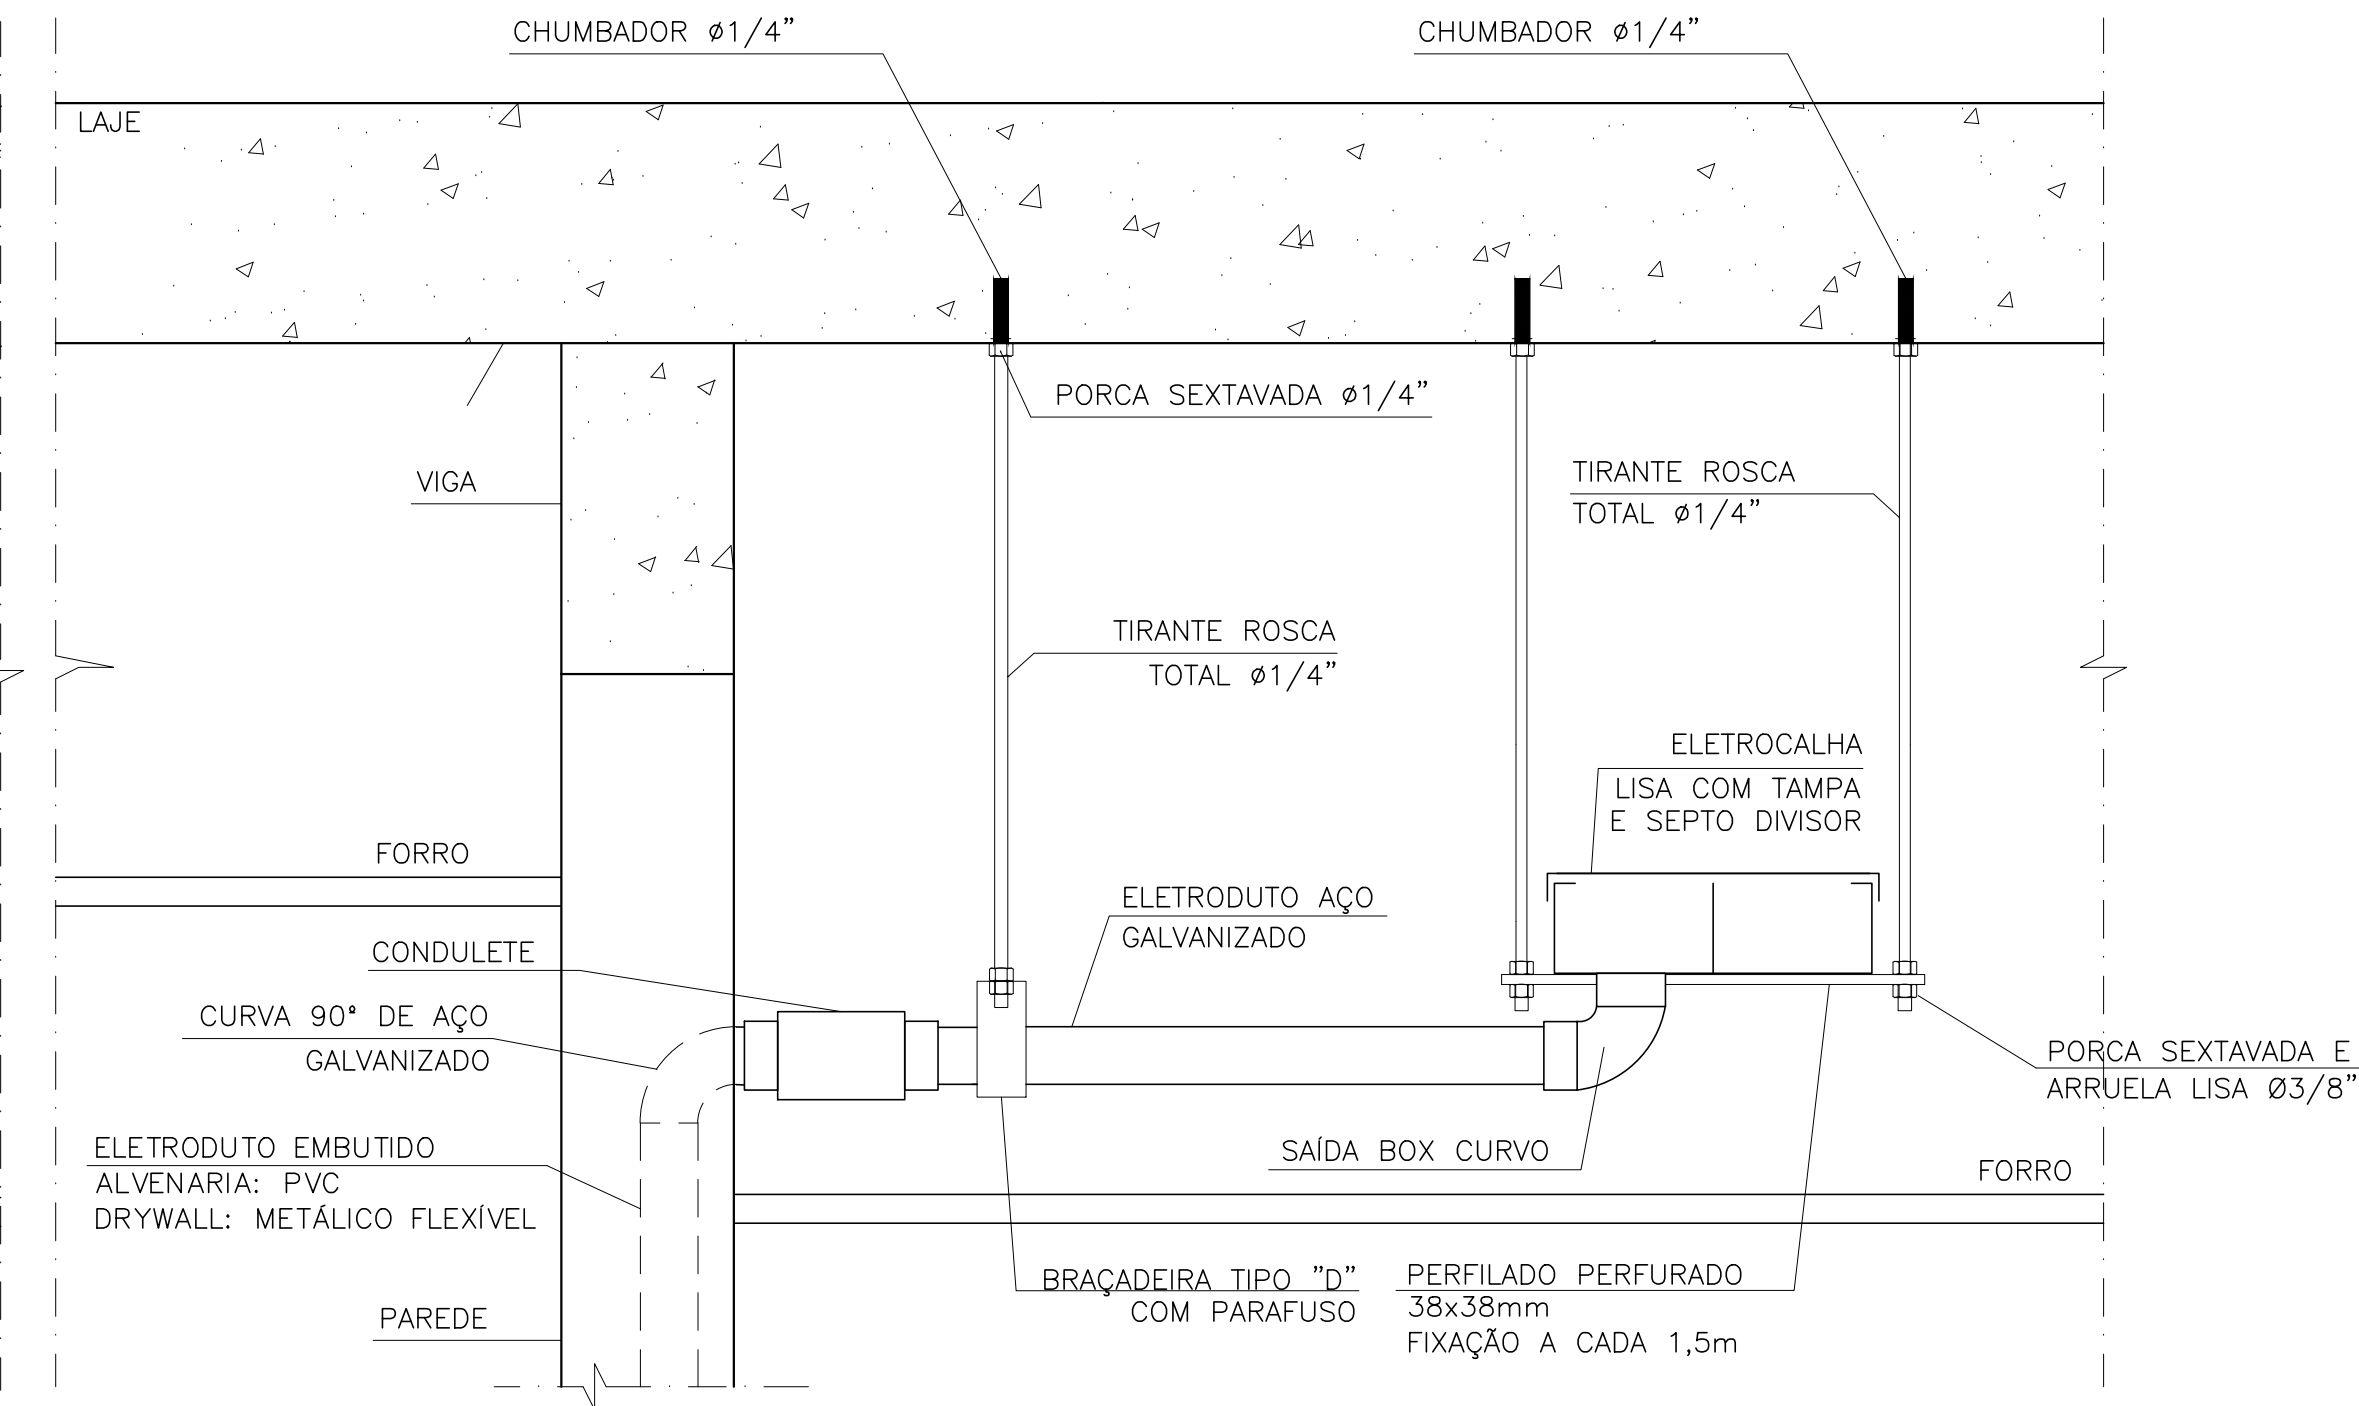 CHUMBADOR ø1/4”
CHUMBADOR ø1/4”
LAJE
PORCA SEXTAVADA ø1/4”
VIGA
TIRANTE ROSCA
TOTAL ø1/4”
TIRANTE ROSCA
TOTAL ø1/4”
ELETROCALHA
LISA COM TAMPA
E SEPTO DIVISOR
FORRO
ELETRODUTO AÇO
GALVANIZADO
CONDULETE
CURVA 90° DE AÇO
GALVANIZADO
PORCA SEXTAVADA E
ARRUELA LISA Ø3/8”
ELETRODUTO EMBUTIDO
ALVENARIA: PVC
DRYWALL: METÁLICO FLEXÍVEL
SAÍDA BOX CURVO
FORRO
BRAÇADEIRA TIPO ”D”
COM PARAFUSO
PERFILADO PERFURADO
38x38mm
FIXAÇÃO A CADA 1,5m
PAREDE